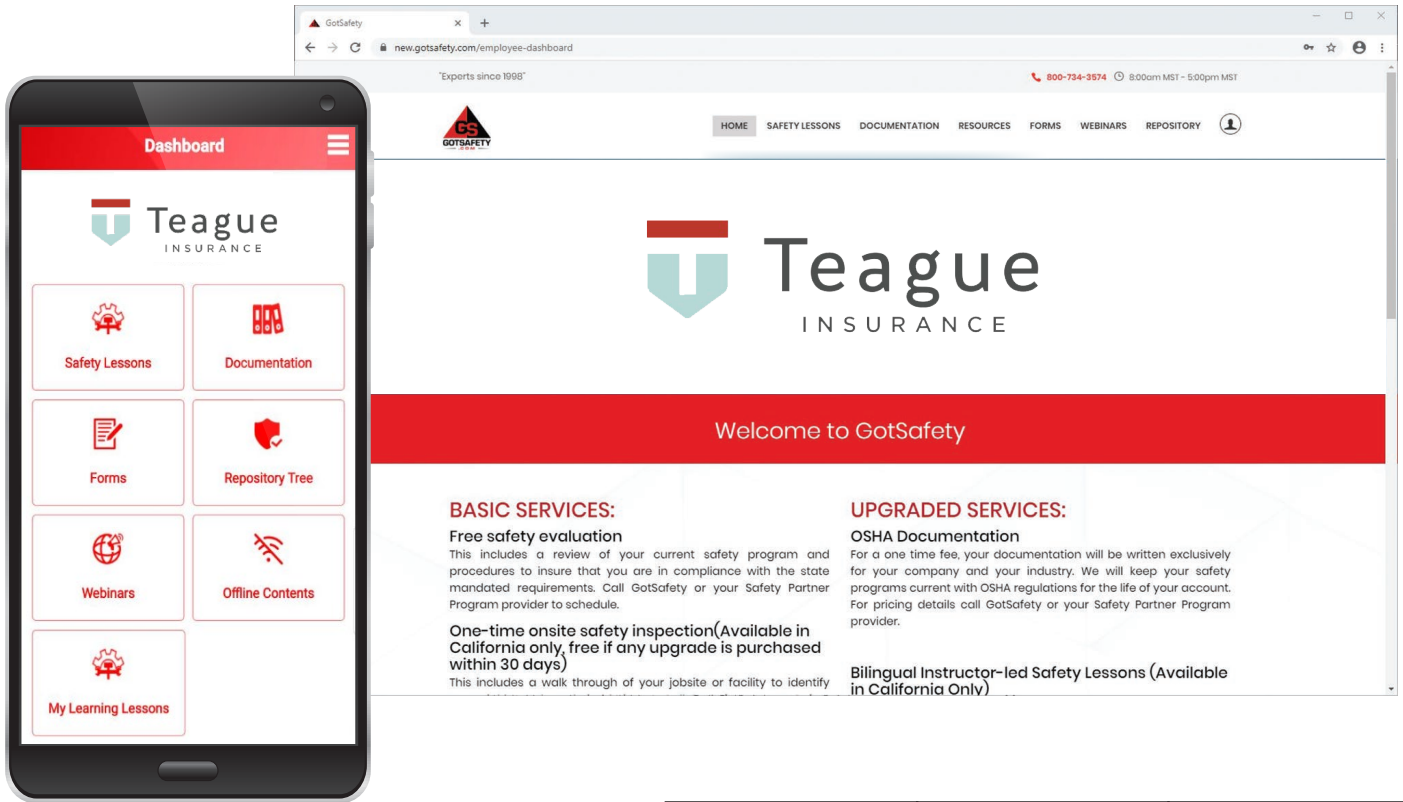 Dashboard
Teague
INSURANCE
Safety Lessons
Documentation
Forms
Repository Tree
Webinars
Offline Contents
My Learning Lessons
GotSafety
new.gotsafety.com/employee-dashboard
"Experts since 1998"
800-734-3574
8:00am MST - 5:00pm MST
GS
GOTSAFETY
.COM
HOME
SAFETY LESSONS
DOCUMENTATION
RESOURCES
FORMS
WEBINARS
REPOSITORY
Teague
INSURANCE
Welcome to GotSafety
BASIC SERVICES:
Free safety evaluation
This includes a review of your current safety program and
procedures to insure that you are in compliance with the state
mandated requirements. Call GotSafety or your Safety Partner
Program provider to schedule.
One-time onsite safety inspection(Available in
California only, free if any upgrade is purchased
within 30 days)
This includes a walk through of your jobsite or facility to identify
UPGRADED SERVICES:
OSHA Documentation
For a one time fee, your documentation will be written exclusively
for your company and your industry. We will keep your safety
programs current with OSHA regulations for the life of your account.
For pricing details call GotSafety or your Safety Partner Program
provider.
Bilingual Instructor-led Safety Lessons (Available
in California Only)